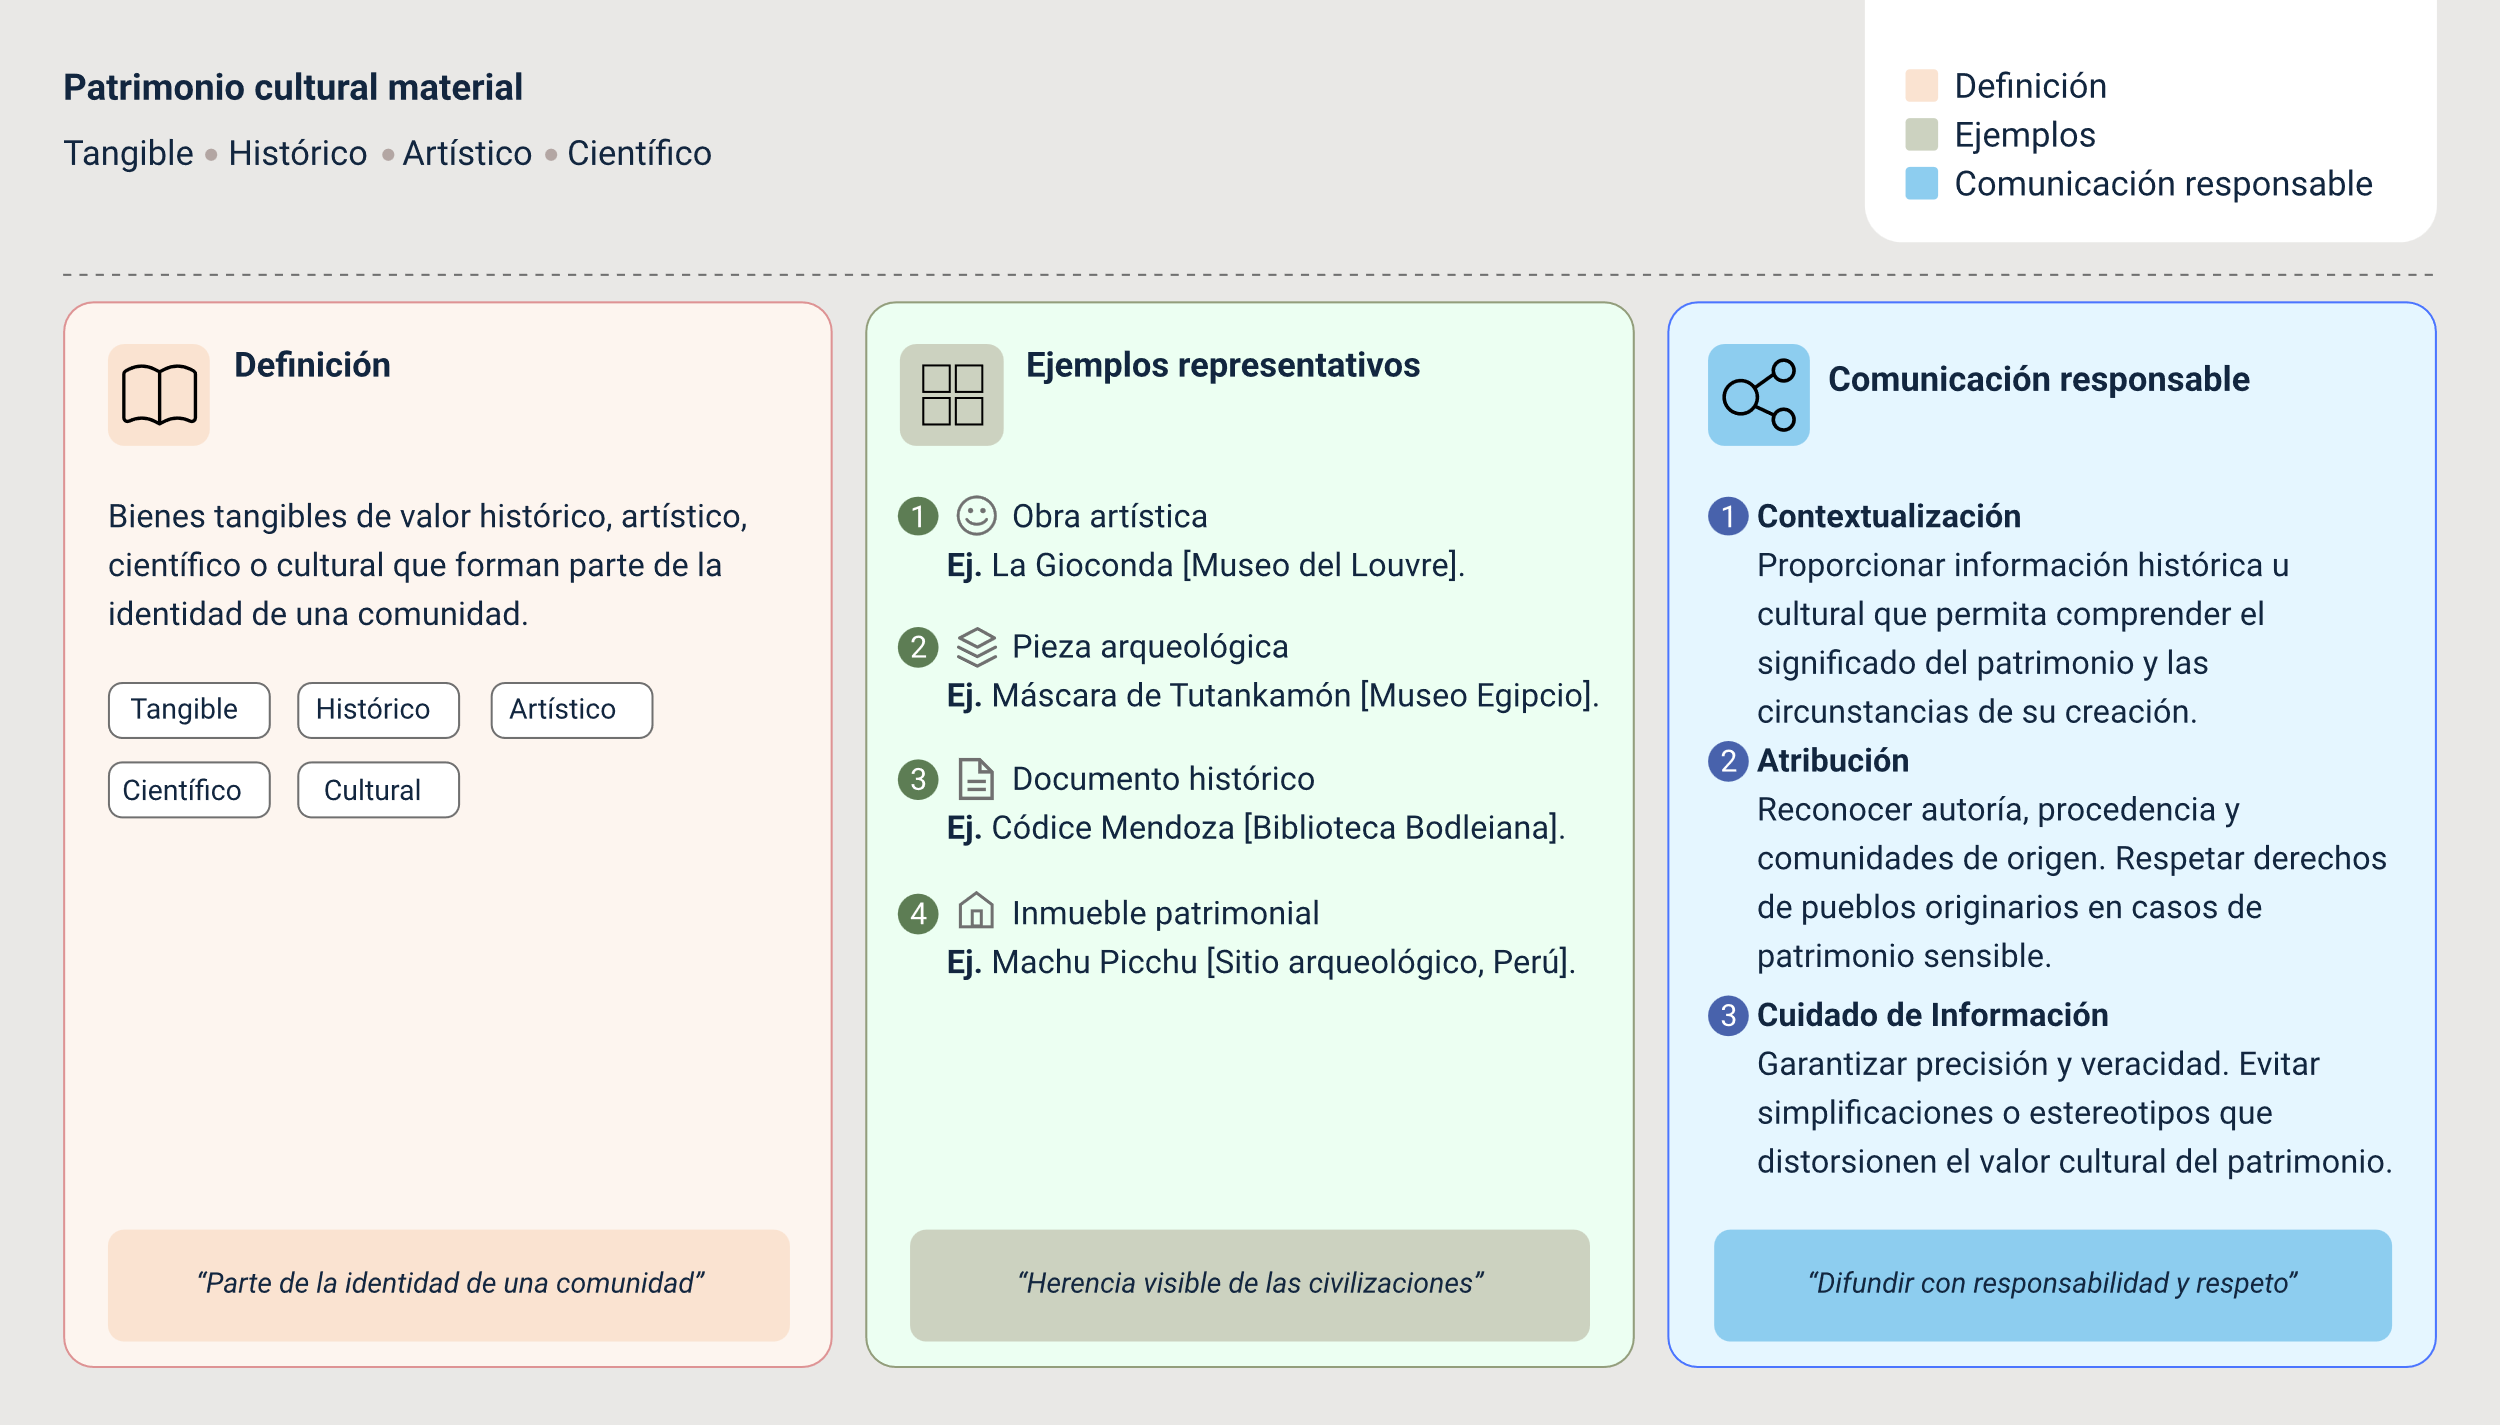 Patrimonio cultural material
Tangible • Histórico • Artístico • Científico
Definición
Ejemplos
Comunicación responsable
Definición
Bienes tangibles de valor histórico, artístico,
científico o cultural que forman parte de la
identidad de una comunidad.
Tangible
Histórico
Artístico
Científico
Cultural
“Parte de la identidad de una comunidad”
Ejemplos representativos
1 Obra artística
Ej. La Gioconda [Museo del Louvre].
2 Pieza arqueológica
Ej. Máscara de Tutankamón [Museo Egipcio].
3 Documento histórico
Ej. Códice Mendoza [Biblioteca Bodleiana].
4 Inmueble patrimonial
Ej. Machu Picchu [Sitio arqueológico, Perú].
“Herencia visible de las civilizaciones”
Comunicación responsable
1 Contextualización
Proporcionar información histórica u
cultural que permita comprender el
significado del patrimonio y las
circunstancias de su creación.
2 Atribución
Reconocer autoría, procedencia y
comunidades de origen. Respetar derechos
de pueblos originarios en casos de
patrimonio sensible.
3 Cuidado de Información
Garantizar precisión y veracidad. Evitar
simplificaciones o estereotipos que
distorsionen el valor cultural del patrimonio.
“Difundir con responsabilidad y respeto”